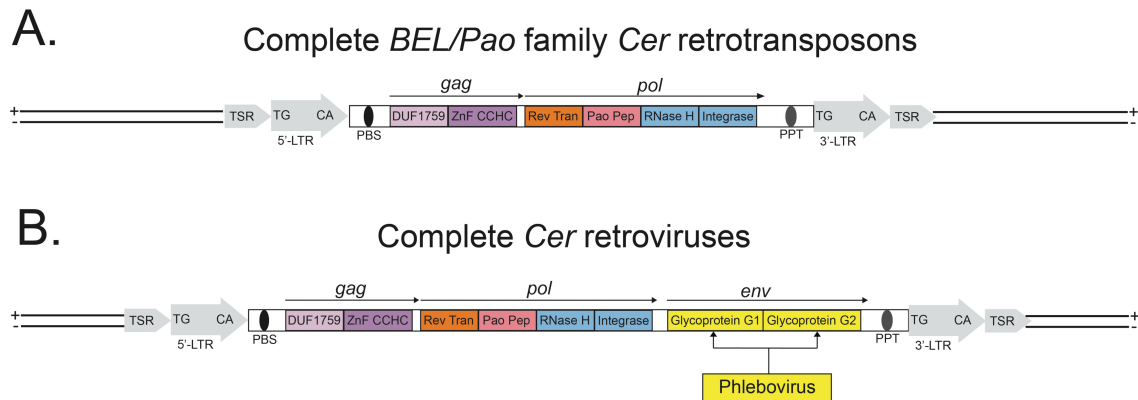 A.
Complete BEL/Pao family Cer retrotransposons
gag pol
+ TSR TG CA DUF1759 ZnF CCHC Rev Tran Pao Pep RNase H Integrase TG CA TSR +
- -
PBS PPT
5'-LTR 3'-LTR
B.
Complete Cer retroviruses
gag pol env
+ TSR TG CA DUF1759 ZnF CCHC Rev Tran Pao Pep RNase H Integrase Glycoprotein G1 Glycoprotein G2 TG CA TSR +
- -
PBS PPT
5'-LTR 3'-LTR
Phlebovirus